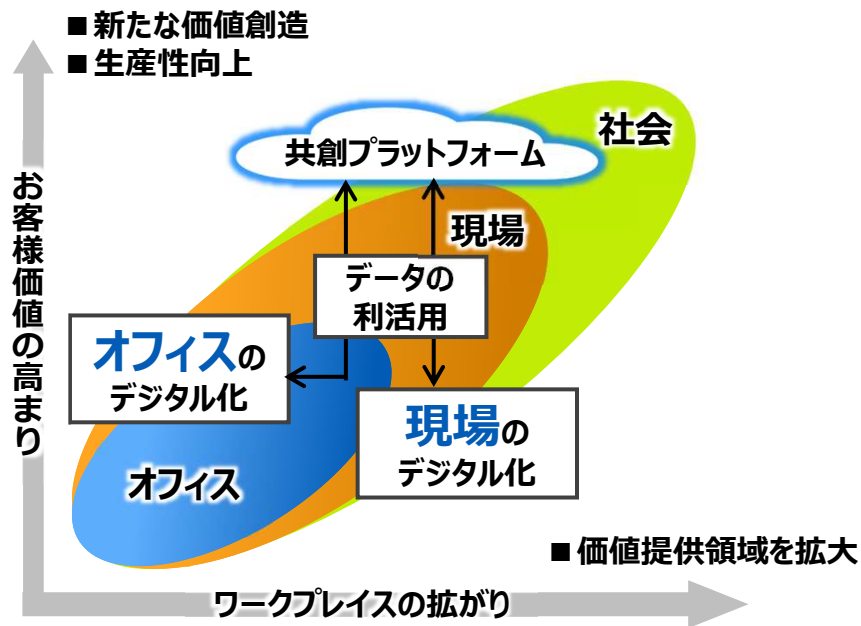 ■ 新たな価値創造
■ 生産性向上
社会
共創プラットフォーム
現場
データの
利活用
お客様価値の高まり
オフィスの
デジタル化
現場の
デジタル化
オフィス
■ 価値提供領域を拡大
ワークプレイスの拡がり